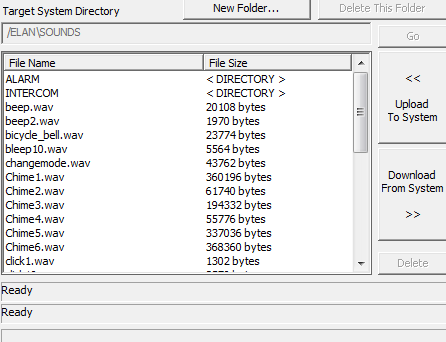 Target System Directory
New Folder...
Delete This Folder
/ELAN\SOUNDS
Go
File Name File Size
ALARM < DIRECTORY >
INTERCOM < DIRECTORY >
beep.wav 20108 bytes
beep2.wav 1970 bytes
bicycle_bell.wav 23774 bytes
bleep10.wav 5564 bytes
changemode.wav 43762 bytes
Chime1.wav 360196 bytes
Chime2.wav 61740 bytes
Chime3.wav 194332 bytes
Chime4.wav 55776 bytes
Chime5.wav 337036 bytes
Chime6.wav 368360 bytes
click1.wav 1302 bytes
<<
Upload
To System
Download
From System
>>
Delete
Ready
Ready